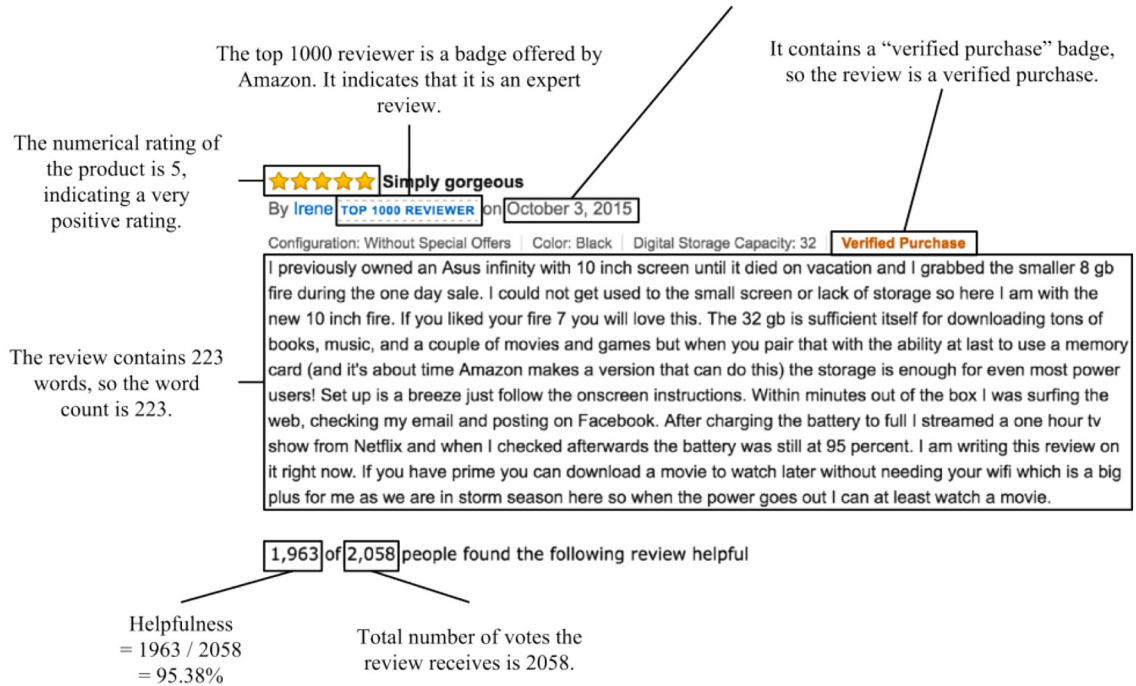 The top 1000 reviewer is a badge offered by
Amazon. It indicates that it is an expert
review.
It contains a “verified purchase” badge,
so the review is a verified purchase.
The numerical rating of
the product is 5,
indicating a very
positive rating.
Simply gorgeous
By Irene TOP 1000 REVIEWER on October 3, 2015
Configuration: Without Special Offers | Color: Black | Digital Storage Capacity: 32 | Verified Purchase
I previously owned an Asus infinity with 10 inch screen until it died on vacation and I grabbed the smaller 8 gb
fire during the one day sale. I could not get used to the small screen or lack of storage so here I am with the
new 10 inch fire. If you liked your fire 7 you will love this. The 32 gb is sufficient itself for downloading tons of
books, music, and a couple of movies and games but when you pair that with the ability at last to use a memory
card (and it's about time Amazon makes a version that can do this) the storage is enough for even most power
users! Set up is a breeze just follow the onscreen instructions. Within minutes out of the box I was surfing the
web, checking my email and posting on Facebook. After charging the battery to full I streamed a one hour tv
show from Netflix and when I checked afterwards the battery was still at 95 percent. I am writing this review on
it right now. If you have prime you can download a movie to watch later without needing your wifi which is a big
plus for me as we are in storm season here so when the power goes out I can at least watch a movie.
The review contains 223
words, so the word
count is 223.
1,963 of 2,058 people found the following review helpful
Helpfulness
= 1963 / 2058
= 95.38%
Total number of votes the
review receives is 2058.